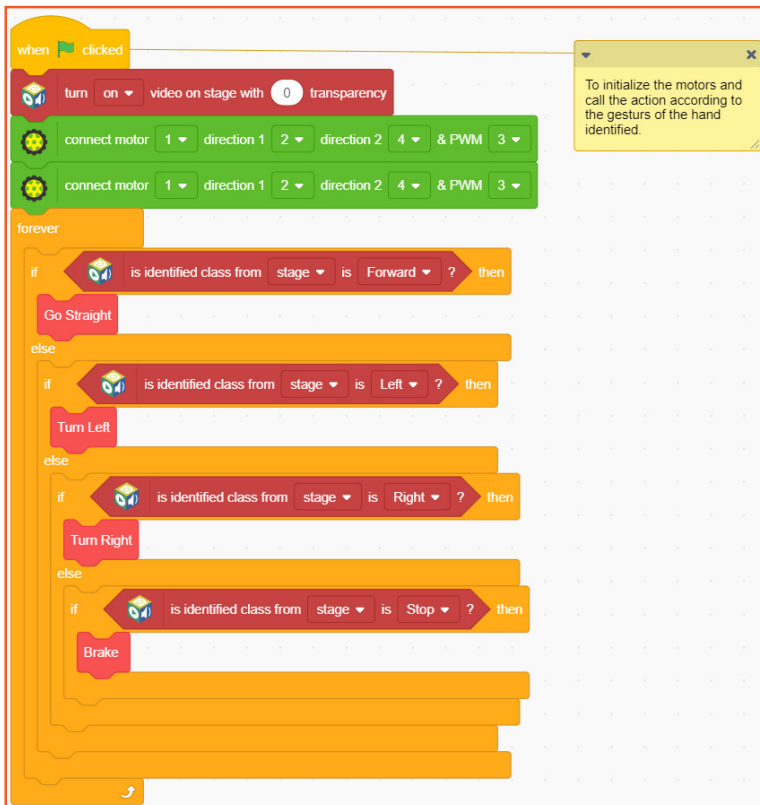 when clicked
To initialize the motors and
call the action according to
the gesturs of the hand
identified.
turn on video on stage with 0 transparency
connect motor 1 direction 1 2 direction 2 4 & PWM 3
connect motor 1 direction 1 2 direction 2 4 & PWM 3
forever
if is identified class from stage is Forward ? then
Go Straight
else
if is identified class from stage is Left ? then
Turn Left
else
if is identified class from stage is Right ? then
Turn Right
else
if is identified class from stage is Stop ? then
Brake